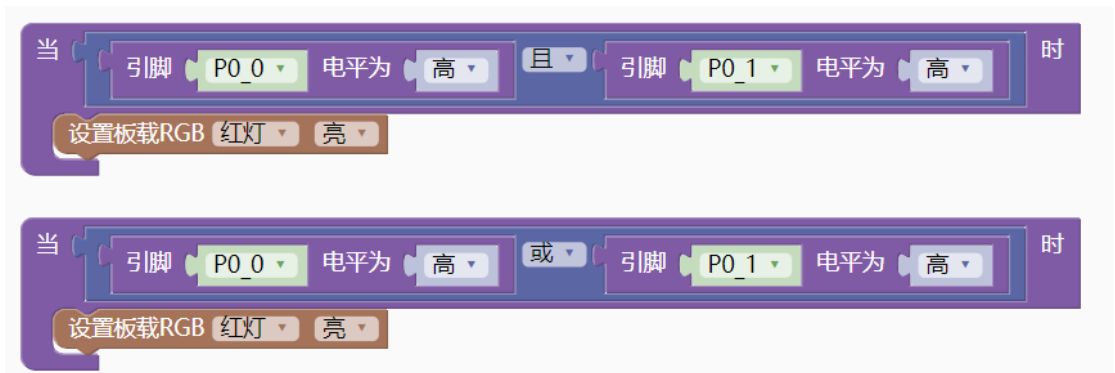 当 引脚 P0_0 电平为 高 且 引脚 P0_1 电平为 高 时
设置板载RGB 红灯 亮
当 引脚 P0_0 电平为 高 或 引脚 P0_1 电平为 高 时
设置板载RGB 红灯 亮